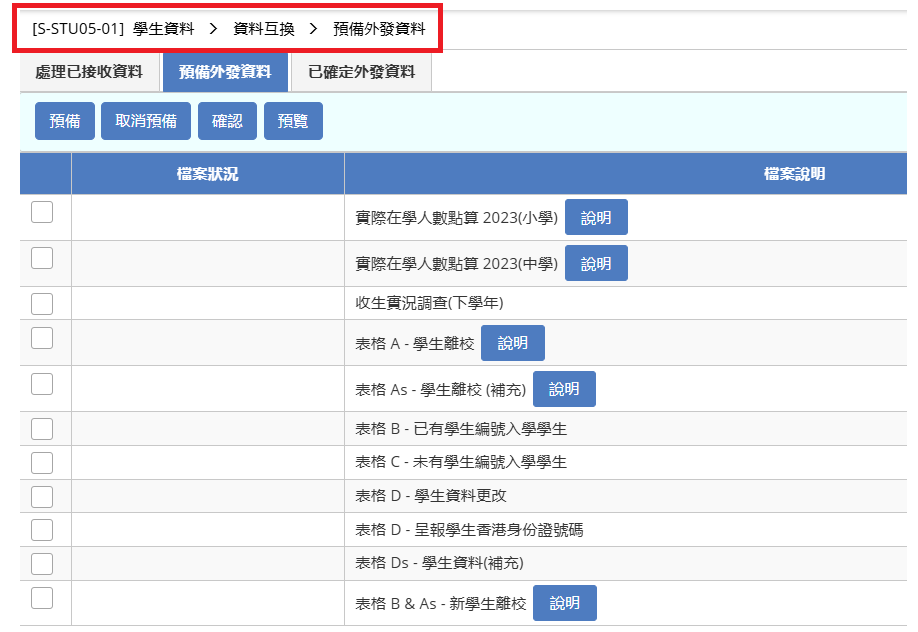 [S-STU05-01] 學生資料 > 資料互換 > 預備外發資料
處理已接收資料 預備外發資料 已確定外發資料
預備 取消預備 確認 預覽
檔案狀況 檔案說明
實際在學人數點算 2023(小學) 說明
實際在學人數點算 2023(中學) 說明
收生實況調查(下學年)
表格 A - 學生離校 說明
表格 As - 學生離校 (補充) 說明
表格 B - 已有學生編號入學學生
表格 C - 未有學生編號入學學生
表格 D - 學生資料更改
表格 D - 呈報學生香港身份證號碼
表格 Ds - 學生資料(補充)
表格 B & As - 新學生離校 說明